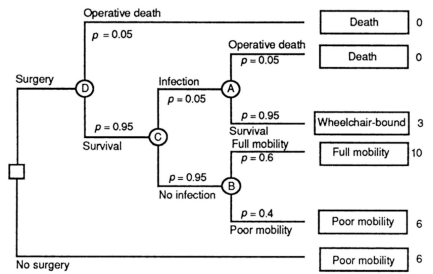 Operative death
Death 0
p = 0.05
Operative death
p = 0.05
Death 0
Surgery
D
Infection
A
p = 0.05
p = 0.95
Wheelchair-bound 3
p = 0.95
C
Survival
Survival
Full mobility
Full mobility 10
p = 0.6
p = 0.95
B
No infection
p = 0.4
Poor mobility 6
Poor mobility
Poor mobility 6
No surgery